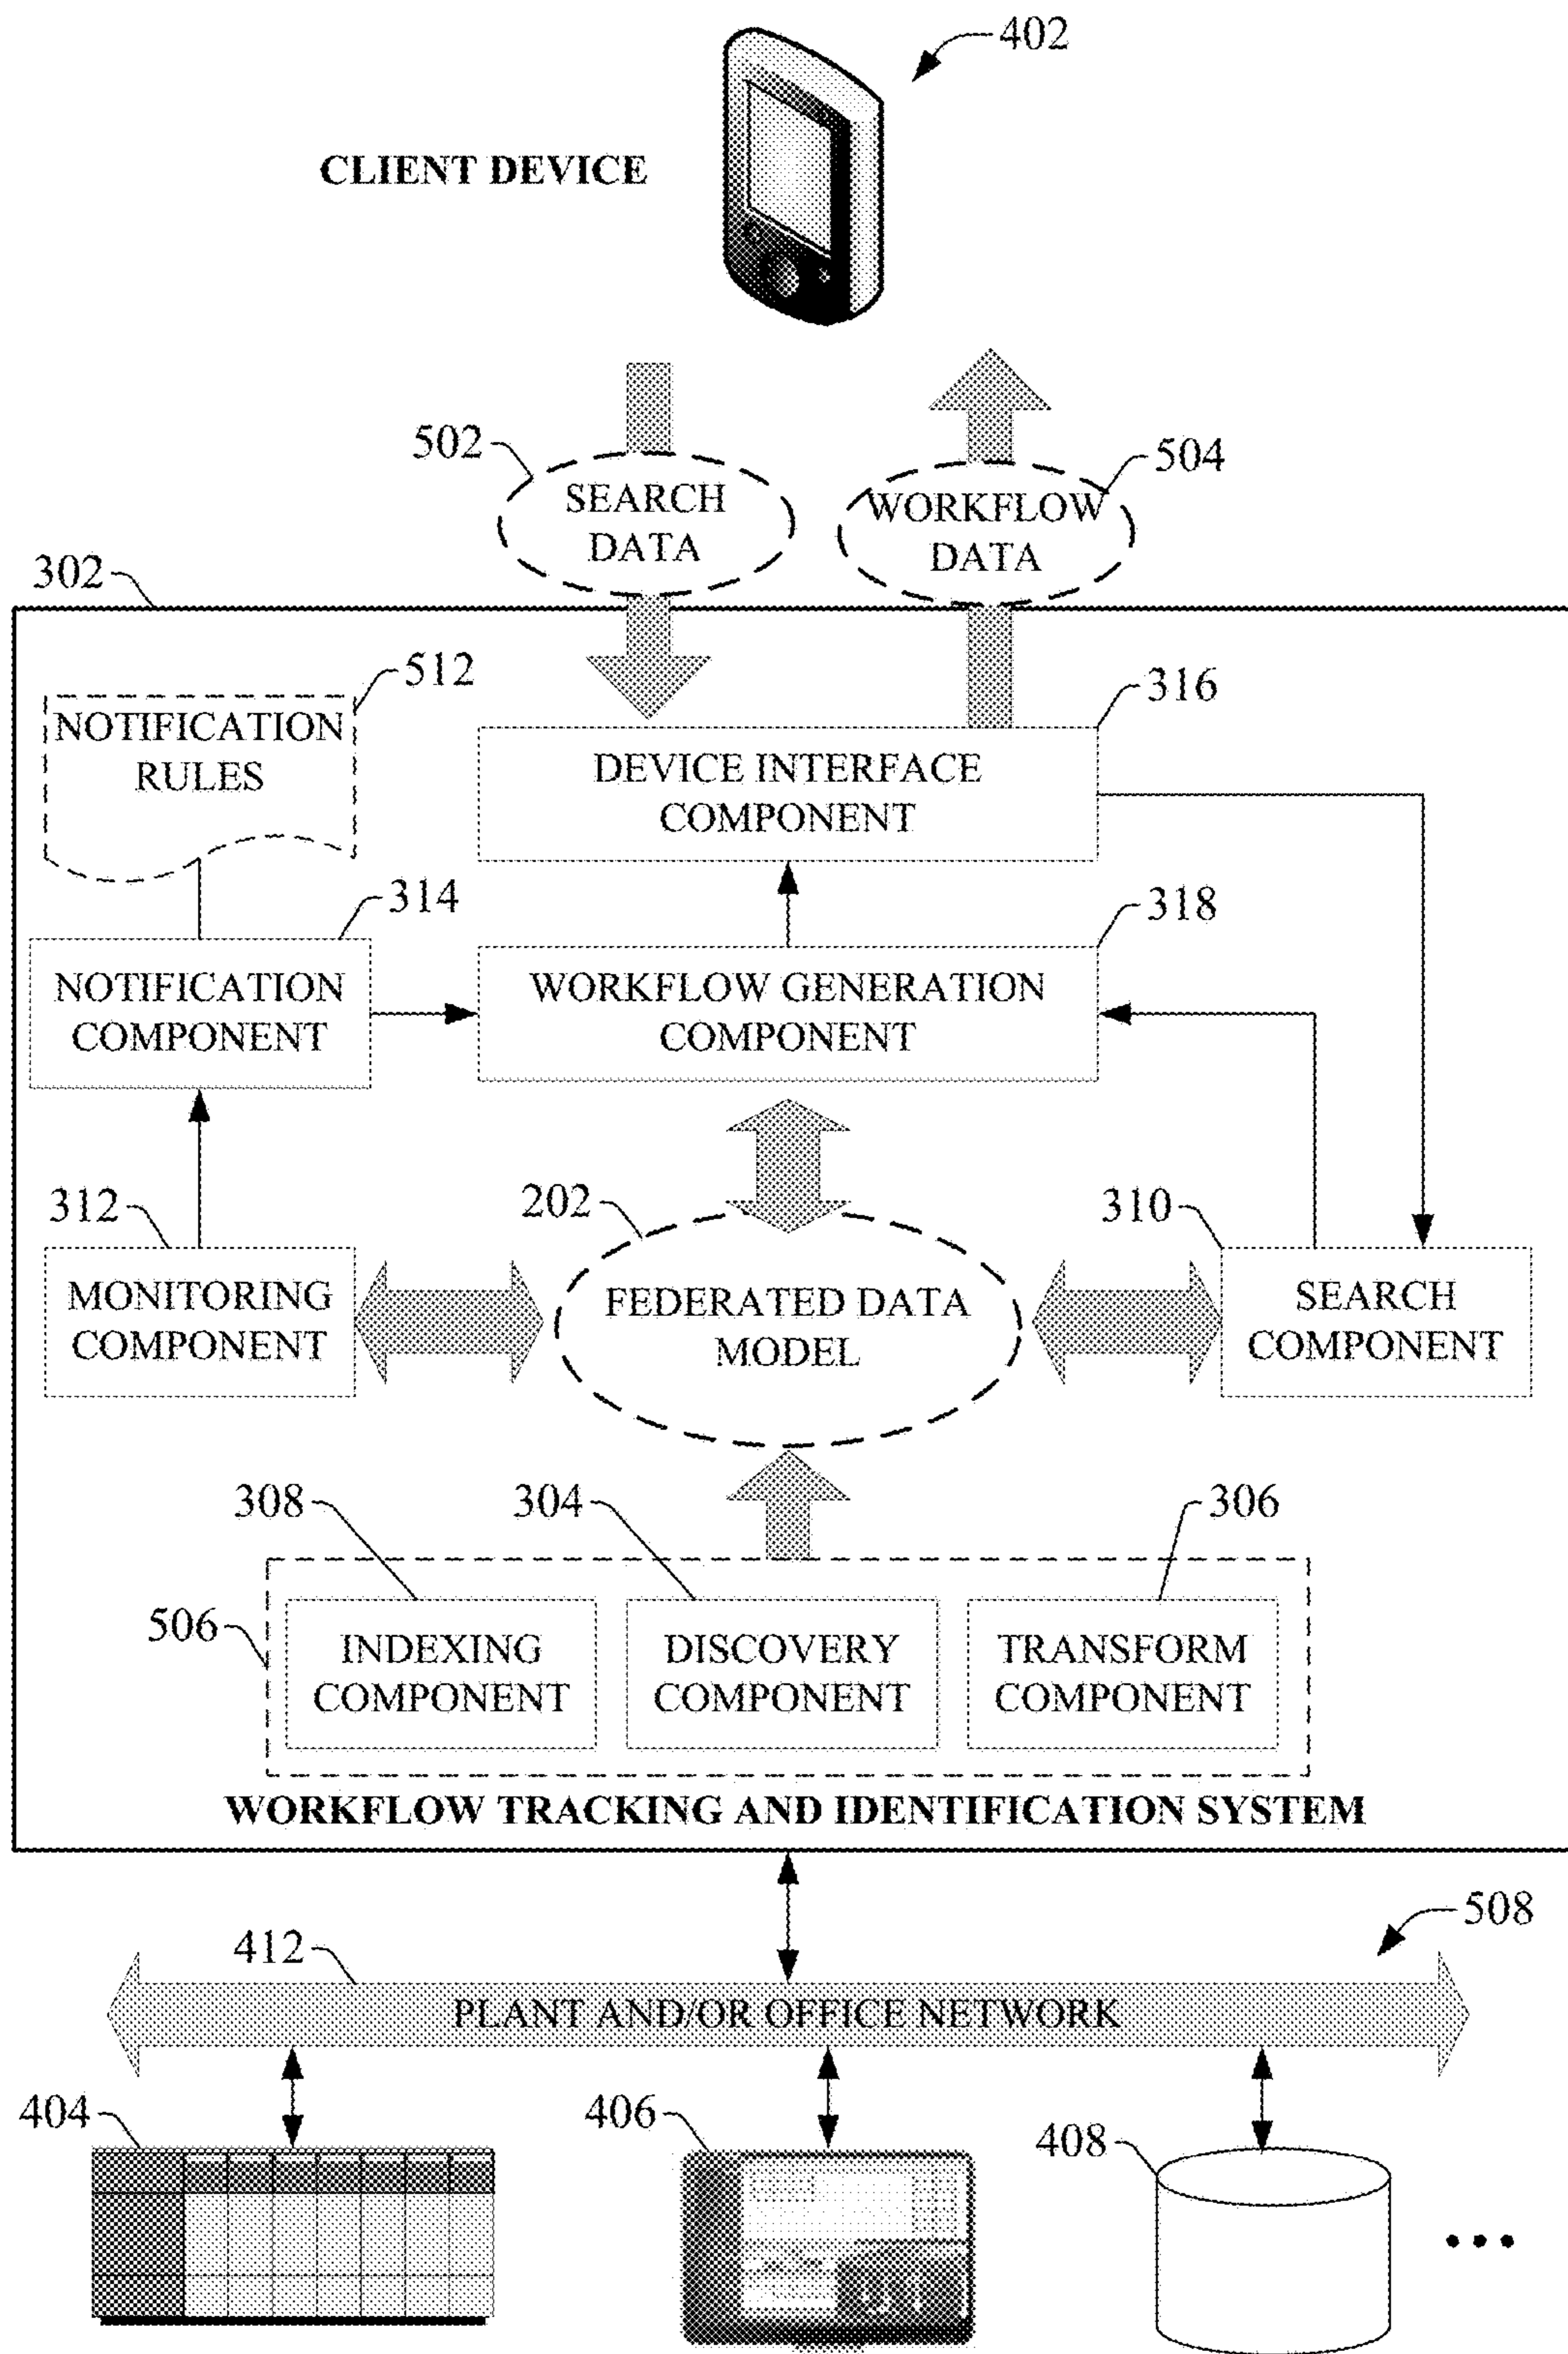 402
CLIENT DEVICE
502
504
SEARCH
DATA
WORKFLOW
DATA
302
512
316
NOTIFICATION
RULES
DEVICE INTERFACE
COMPONENT
314
318
NOTIFICATION
COMPONENT
WORKFLOW GENERATION
COMPONENT
312
202
310
MONITORING
COMPONENT
FEDERATED DATA
MODEL
SEARCH
COMPONENT
308
304
306
506
INDEXING
COMPONENT
DISCOVERY
COMPONENT
TRANSFORM
COMPONENT
WORKFLOW TRACKING AND IDENTIFICATION SYSTEM
508
412
PLANT AND/OR OFFICE NETWORK
404
406
408
• • •